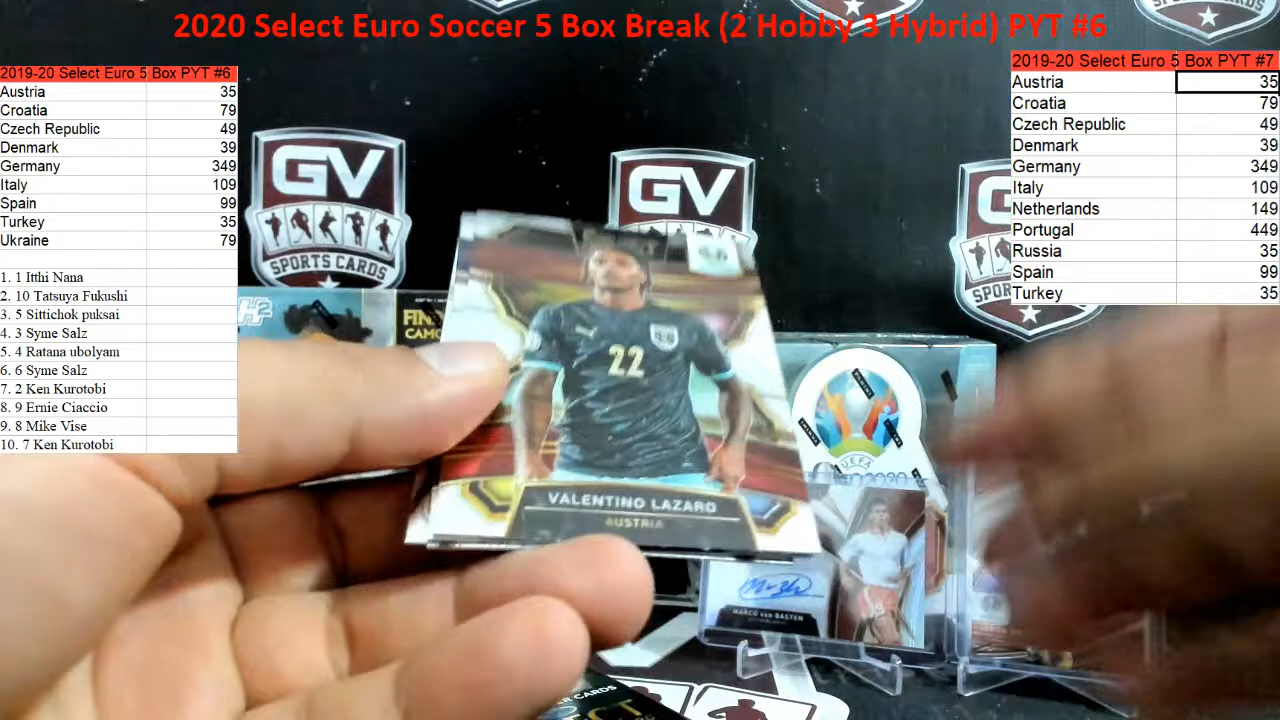 2020 Select Euro Soccer 5 Box Break (2 Hobby 3 Hybrid) PYT #6
2019-20 Select Euro 5 Box PYT #6
Austria 35
Croatia 79
Czech Republic 49
Denmark 39
Germany 349
Italy 109
Spain 99
Turkey 35
Ukraine 79
1. 1 Itthi Nana
2. 10 Tatsuya Fukushi
3. 5 Sittichok puksai
4. 3 Syme Salz
5. 4 Ratana ubolyam
6. 6 Syme Salz
7. 2 Ken Kurotobi
8. 9 Ernie Ciaccio
9. 8 Mike Vise
10. 7 Ken Kurotobi
2019-20 Select Euro 5 Box PYT #7
Austria 35
Croatia 79
Czech Republic 49
Denmark 39
Germany 349
Italy 109
Netherlands 149
Portugal 449
Russia 35
Spain 99
Turkey 35
GV
SPORTS CARDS
GV
H2
22
VALENTINO LAZARO
AUSTRIA
UEFA
MARCO van BASTEN